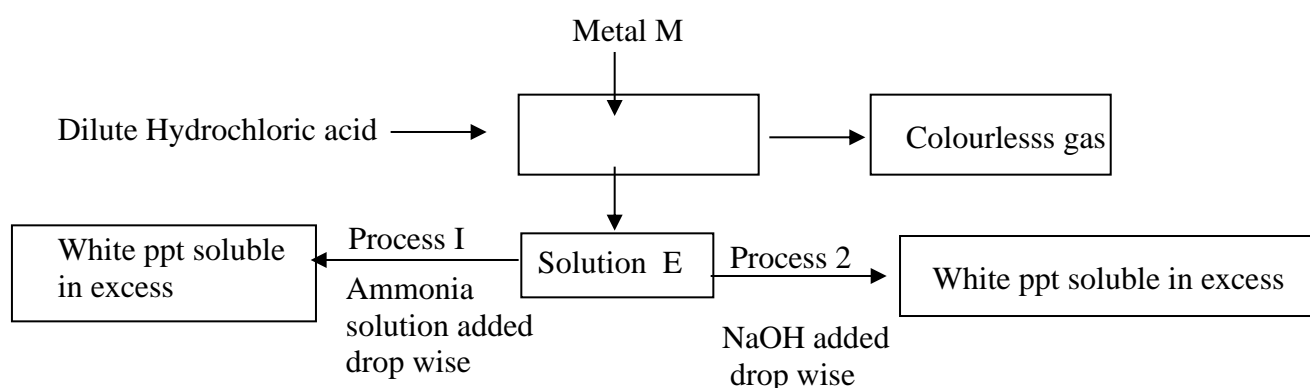 Metal M
Dilute Hydrochloric acid
Colourlesss gas
White ppt soluble
in excess
Process I
Ammonia
solution added
drop wise
Solution E
Process 2
NaOH added
drop wise
White ppt soluble in excess